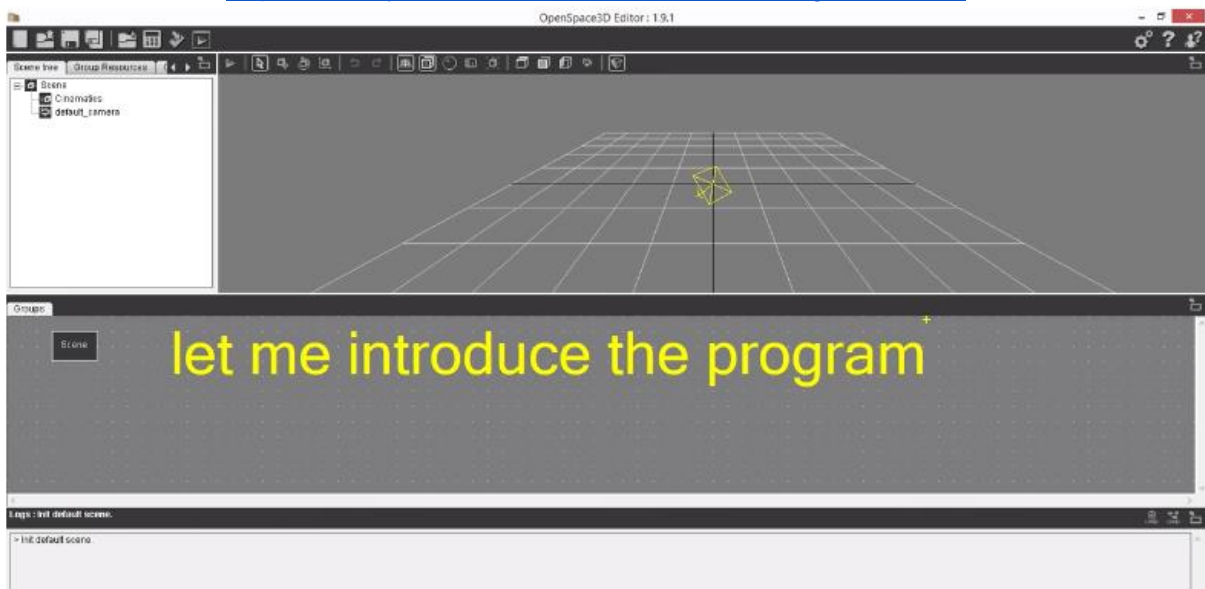 OpenSpace3D Editor : 1.9.1
Scene tree Group Resources
Scene
Cinematics
default_camera
Groups
Scene
let me introduce the program
Logs : Init default scene.
> Init default scene.